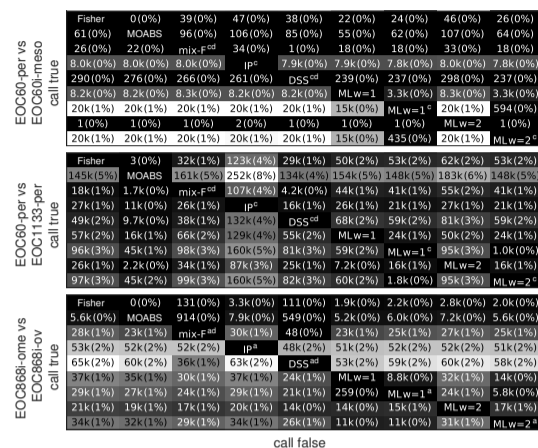 EOC60-per vs
EOC60i-meso
call true
Fisher 0(0%) 39(0%) 47(0%) 38(0%) 22(0%) 24(0%) 46(0%) 26(0%)
61(0%) MOABS 96(0%) 106(0%) 85(0%) 55(0%) 62(0%) 107(0%) 64(0%)
26(0%) 22(0%) mix-Fᶜᵈ 34(0%) 1(0%) 18(0%) 18(0%) 33(0%) 18(0%)
8.0k(0%) 8.0k(0%) 8.0k(0%) IPᶜ 7.9k(0%) 7.9k(0%) 7.8k(0%) 7.9k(0%) 7.8k(0%)
290(0%) 276(0%) 266(0%) 261(0%) DSSᶜᵈ 239(0%) 237(0%) 298(0%) 237(0%)
8.2k(0%) 8.2k(0%) 8.3k(0%) 8.2k(0%) 8.2k(0%) MLw=1 3.3k(0%) 8.3k(0%) 3.3k(0%)
20k(1%) 20k(1%) 20k(1%) 20k(1%) 20k(1%) 15k(0%) MLw=1ᶜ 20k(1%) 594(0%)
1(0%) 2(0%) 2(0%) 2(0%) 2(0%) 1(0%) 1(0%) MLw=2 1(0%)
20k(1%) 20k(1%) 20k(1%) 20k(1%) 20k(1%) 15k(0%) 435(0%) 20k(1%) MLw=2ᶜ
EOC60-per vs
EOC1133-per
call true
Fisher 3(0%) 32k(1%) 123k(4%) 29k(1%) 50k(2%) 53k(2%) 62k(2%) 53k(2%)
145k(5%) MOABS 161k(5%) 252k(8%) 134k(4%) 154k(5%) 148k(5%) 183k(6%) 148k(5%)
18k(1%) 1.7k(0%) mix-Fᶜᵈ 107k(4%) 4.2k(0%) 44k(1%) 41k(1%) 55k(2%) 41k(1%)
27k(1%) 11k(0%) 26k(1%) IPᶜ 16k(1%) 26k(1%) 21k(1%) 27k(1%) 21k(1%)
49k(2%) 9.7k(0%) 38k(1%) 132k(4%) DSSᶜᵈ 68k(2%) 59k(2%) 81k(3%) 59k(2%)
57k(2%) 16k(1%) 66k(2%) 129k(4%) 55k(2%) MLw=1 24k(1%) 50k(2%) 24k(1%)
96k(3%) 45k(1%) 98k(3%) 160k(5%) 81k(3%) 59k(2%) MLw=1ᶜ 95k(3%) 1.0k(0%)
26k(1%) 2.2k(0%) 34k(1%) 87k(3%) 25k(1%) 7.2k(0%) 16k(1%) MLw=2 16k(1%)
97k(3%) 45k(2%) 99k(3%) 160k(5%) 82k(3%) 60k(2%) 1.8k(0%) 95k(3%) MLw=2ᶜ
EOC868i-ome vs
EOC868i-ov
call true
Fisher 0(0%) 131(0%) 3.3k(0%) 111(0%) 1.9k(0%) 2.2k(0%) 2.8k(0%) 2.0k(0%)
5.6k(0%) MOABS 914(0%) 7.9k(0%) 549(0%) 5.2k(0%) 6.0k(0%) 7.2k(0%) 5.6k(0%)
28k(1%) 23k(1%) mix-Fᵃᵈ 30k(1%) 48(0%) 23k(1%) 25k(1%) 27k(1%) 25k(1%)
53k(2%) 52k(2%) 52k(2%) IPᵃ 48k(2%) 51k(2%) 52k(2%) 52k(2%) 52k(2%)
65k(2%) 60k(2%) 36k(1%) 63k(2%) DSSᵃᵈ 53k(2%) 59k(2%) 60k(2%) 58k(2%)
37k(1%) 35k(1%) 30k(1%) 37k(1%) 24k(1%) MLw=1 8.8k(0%) 32k(1%) 14k(0%)
29k(1%) 27k(1%) 24k(1%) 29k(1%) 21k(1%) 259(0%) MLw=1ᵃ 24k(1%) 5.8k(0%)
21k(1%) 19k(1%) 17k(1%) 20k(1%) 14k(0%) 14k(0%) 15k(1%) MLw=2 17k(1%)
34k(1%) 32k(1%) 29k(1%) 34k(1%) 26k(1%) 11k(0%) 11k(0%) 31k(1%) MLw=2ᵃ
call false